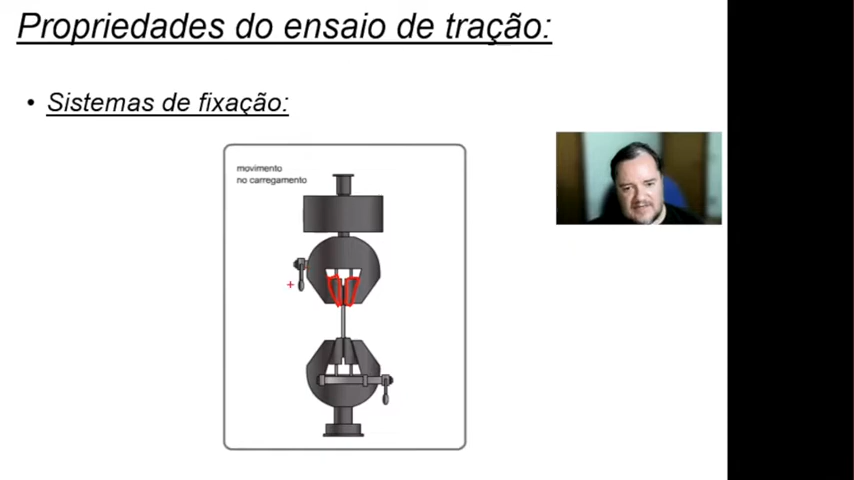 Propriedades do ensaio de tração:
• Sistemas de fixação:
movimento
no carregamento